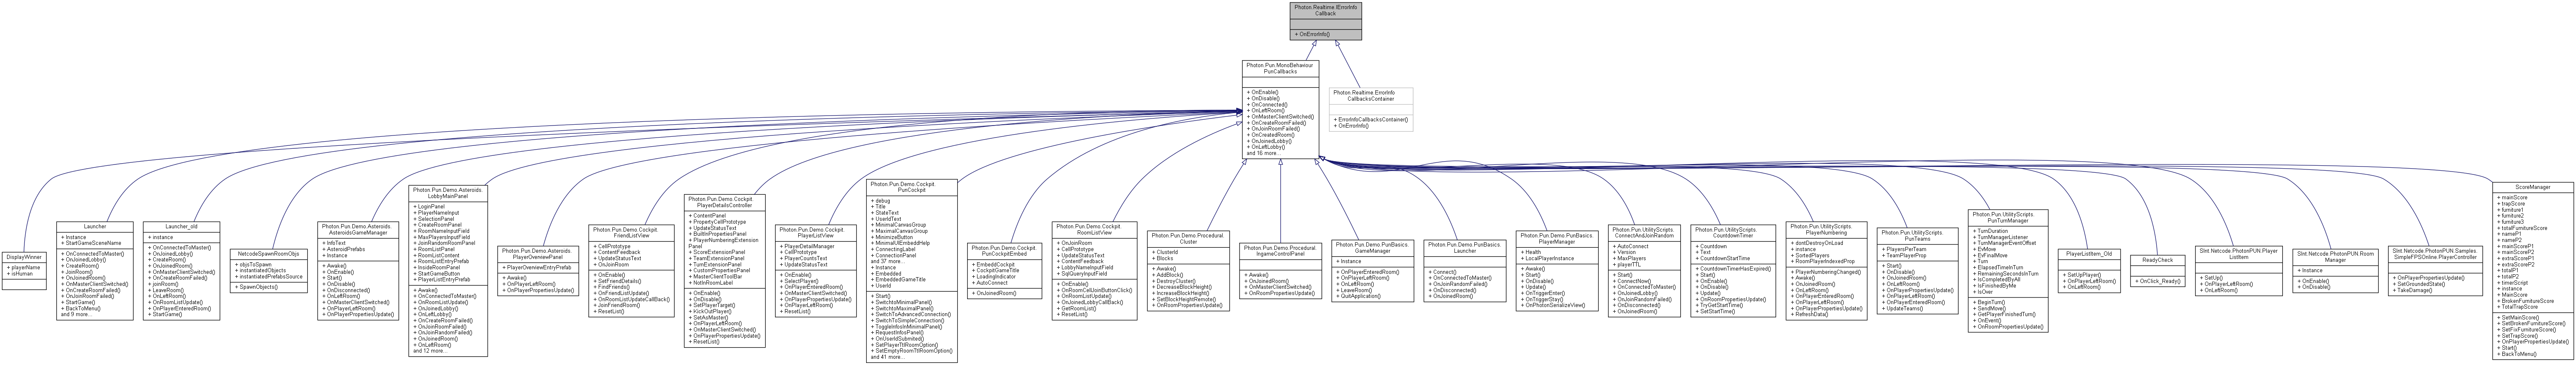 Photon.Realtime.IErrorInfo
Callback
+ OnErrorInfo()
Photon.Pun.MonoBehaviour
PunCallbacks
+ OnEnable()
+ OnDisable()
+ OnConnected()
+ OnLeftRoom()
+ OnMasterClientSwitched()
+ OnCreateRoomFailed()
+ OnJoinRoomFailed()
+ OnCreatedRoom()
+ OnJoinedLobby()
+ OnLeftLobby()
and 16 more...
Photon.Realtime.ErrorInfo
CallbacksContainer
+ ErrorInfoCallbacksContainer()
+ OnErrorInfo()
DisplayWinner
+ playerName
+ isHuman
Launcher
+ Instance
+ StartGameSceneName
+ OnConnectedToMaster()
+ OnJoinedLobby()
+ CreateRoom()
+ OnJoinedRoom()
+ JoinRoom()
+ OnMasterClientSwitched()
+ OnCreateRoomFailed()
+ OnJoinRoomFailed()
+ StartGame()
+ BackToMenu()
and 9 more...
Launcher_old
+ instance
+ OnConnectedToMaster()
+ OnJoinedLobby()
+ CreateRoom()
+ OnJoinedRoom()
+ OnMasterClientSwitched()
+ OnCreateRoomFailed()
+ joinRoom()
+ LeaveRoom()
+ OnLeftRoom()
+ OnRoomListUpdate()
+ OnPlayerEnteredRoom()
+ StartGame()
NetcodeSpawnRoomObjs
+ objsToSpawn
+ instantiatedObjects
+ instantiatedPrefabsSource
+ SpawnObjects()
Photon.Pun.Demo.Asteroids.
AsteroidsGameManager
+ InfoText
+ AsteroidPrefabs
+ Instance
+ Awake()
+ OnEnable()
+ Start()
+ OnDisable()
+ OnDisconnected()
+ OnLeftRoom()
+ OnMasterClientSwitched()
+ OnPlayerLeftRoom()
+ OnPlayerPropertiesUpdate()
Photon.Pun.Demo.Asteroids.
LobbyMainPanel
+ LoginPanel
+ PlayerNameInput
+ SelectionPanel
+ CreateRoomPanel
+ RoomNameInputField
+ MaxPlayersInputField
+ JoinRandomRoomPanel
+ RoomListPanel
+ RoomListContent
+ RoomListEntryPrefab
+ InsideRoomPanel
+ StartGameButton
+ PlayerListEntryPrefab
+ Awake()
+ OnConnectedToMaster()
+ OnRoomListUpdate()
+ OnJoinedLobby()
+ OnLeftLobby()
+ OnCreateRoomFailed()
+ OnJoinRoomFailed()
+ OnJoinRandomFailed()
+ OnJoinedRoom()
+ OnLeftRoom()
and 12 more...
Photon.Pun.Demo.Asteroids.
PlayerOverviewPanel
+ PlayerOverviewEntryPrefab
+ Awake()
+ OnPlayerLeftRoom()
+ OnPlayerPropertiesUpdate()
Photon.Pun.Demo.Cockpit.
FriendListView
+ CellPrototype
+ ContentFeedback
+ UpdateStatusText
+ OnJoinRoom
+ OnEnable()
+ SetFriendDetails()
+ FindFriends()
+ OnFriendListUpdate()
+ OnRoomListUpdateCallBack()
+ JoinFriendRoom()
+ ResetList()
Photon.Pun.Demo.Cockpit.
PlayerDetailsController
+ ContentPanel
+ PropertyCellPrototype
+ UpdateStatusText
+ BuiltInPropertiesPanel
+ PlayerNumberingExtension
Panel
+ ScoreExtensionPanel
+ TeamExtensionPanel
+ TurnExtensionPanel
+ CustomPropertiesPanel
+ MasterClientToolBar
+ NotInRoomLabel
+ OnEnable()
+ OnDisable()
+ SetPlayerTarget()
+ KickOutPlayer()
+ SetAsMaster()
+ OnPlayerLeftRoom()
+ OnMasterClientSwitched()
+ OnPlayerPropertiesUpdate()
+ ResetList()
Photon.Pun.Demo.Cockpit.
PlayerListView
+ PlayerDetailManager
+ CellPrototype
+ PlayerCountsText
+ UpdateStatusText
+ OnEnable()
+ SelectPlayer()
+ OnPlayerEnteredRoom()
+ OnMasterClientSwitched()
+ OnPlayerPropertiesUpdate()
+ OnPlayerLeftRoom()
+ ResetList()
Photon.Pun.Demo.Cockpit.
PunCockpit
+ debug
+ Title
+ StateText
+ UserIdText
+ MinimalCanvasGroup
+ MaximalCanvasGroup
+ MinimizeButton
+ MinimalUIEmbeddHelp
+ ConnectingLabel
+ ConnectionPanel
and 37 more...
+ Instance
+ Embedded
+ EmbeddedGameTitle
+ UserId
+ Start()
+ SwitchtoMinimalPanel()
+ SwitchtoMaximalPanel()
+ SwitchToAdvancedConnection()
+ SwitchToSimpleConnection()
+ ToggleInfosInMinimalPanel()
+ RequestInfosPanel()
+ OnUserIdSubmited()
+ SetPlayerTtlRoomOption()
+ SetEmptyRoomTtlRoomOption()
and 41 more...
Photon.Pun.Demo.Cockpit.
PunCockpitEmbed
+ EmbeddCockpit
+ CockpitGameTitle
+ LoadingIndicator
+ AutoConnect
+ OnJoinedRoom()
Photon.Pun.Demo.Cockpit.
RoomListView
+ OnJoinRoom
+ CellPrototype
+ UpdateStatusText
+ ContentFeedback
+ LobbyNameInputField
+ SqlQueryInputField
+ OnEnable()
+ OnRoomCellJoinButtonClick()
+ OnRoomListUpdate()
+ OnJoinedLobbyCallBack()
+ GetRoomList()
+ ResetList()
Photon.Pun.Demo.Procedural.
Cluster
+ ClusterId
+ Blocks
+ Awake()
+ AddBlock()
+ DestroyCluster()
+ DecreaseBlockHeight()
+ IncreaseBlockHeight()
+ SetBlockHeightRemote()
+ OnRoomPropertiesUpdate()
Photon.Pun.Demo.Procedural.
IngameControlPanel
+ Awake()
+ OnJoinedRoom()
+ OnMasterClientSwitched()
+ OnRoomPropertiesUpdate()
Photon.Pun.Demo.PunBasics.
GameManager
+ Instance
+ OnPlayerEnteredRoom()
+ OnPlayerLeftRoom()
+ OnLeftRoom()
+ LeaveRoom()
+ QuitApplication()
Photon.Pun.Demo.PunBasics.
Launcher
+ Connect()
+ OnConnectedToMaster()
+ OnJoinRandomFailed()
+ OnDisconnected()
+ OnJoinedRoom()
Photon.Pun.Demo.PunBasics.
PlayerManager
+ Health
+ LocalPlayerInstance
+ Awake()
+ Start()
+ OnDisable()
+ Update()
+ OnTriggerEnter()
+ OnTriggerStay()
+ OnPhotonSerializeView()
Photon.Pun.UtilityScripts.
ConnectAndJoinRandom
+ AutoConnect
+ Version
+ MaxPlayers
+ playerTTL
+ Start()
+ ConnectNow()
+ OnConnectedToMaster()
+ OnJoinedLobby()
+ OnJoinRandomFailed()
+ OnDisconnected()
+ OnJoinedRoom()
Photon.Pun.UtilityScripts.
CountdownTimer
+ Countdown
+ Text
+ CountdownStartTime
+ CountdownTimerHasExpired()
+ Start()
+ OnEnable()
+ OnDisable()
+ Update()
+ OnRoomPropertiesUpdate()
+ TryGetStartTime()
+ SetStartTime()
Photon.Pun.UtilityScripts.
PlayerNumbering
+ dontDestroyOnLoad
+ instance
+ SortedPlayers
+ RoomPlayerIndexedProp
+ PlayerNumberingChanged()
+ Awake()
+ OnJoinedRoom()
+ OnLeftRoom()
+ OnPlayerEnteredRoom()
+ OnPlayerLeftRoom()
+ OnPlayerPropertiesUpdate()
+ RefreshData()
Photon.Pun.UtilityScripts.
PunTeams
+ PlayersPerTeam
+ TeamPlayerProp
+ Start()
+ OnDisable()
+ OnJoinedRoom()
+ OnLeftRoom()
+ OnPlayerPropertiesUpdate()
+ OnPlayerLeftRoom()
+ OnPlayerEnteredRoom()
+ UpdateTeams()
Photon.Pun.UtilityScripts.
PunTurnManager
+ TurnDuration
+ TurnManagerListener
+ TurnManagerEventOffset
+ EvMove
+ EvFinalMove
+ Turn
+ ElapsedTimeInTurn
+ RemainingSecondsInTurn
+ IsCompletedByAll
+ IsFinishedByMe
+ IsOver
+ BeginTurn()
+ SendMove()
+ GetPlayerFinishedTurn()
+ OnEvent()
+ OnRoomPropertiesUpdate()
PlayerListItem_Old
+ SetUpPlayer()
+ OnPlayerLeftRoom()
+ OnLeftRoom()
ReadyCheck
+ OnClick_Ready()
SInt.Netcode.PhotonPUN.Player
ListItem
+ SetUp()
+ OnPlayerLeftRoom()
+ OnLeftRoom()
SInt.Netcode.PhotonPUN.Room
Manager
+ Instance
+ OnEnable()
+ OnDisable()
SInt.Netcode.PhotonPUN.Samples.
SimpleFPSOnline.PlayerController
+ OnPlayerPropertiesUpdate()
+ SetGroundedState()
+ TakeDamage()
ScoreManager
+ mainScore
+ trapScore
+ furniture1
+ furniture2
+ furniture3
+ totalFurnitureScore
+ nameP1
+ nameP2
+ mainScoreP1
+ mainScoreP2
+ extraScoreP1
+ extraScoreP2
+ totalP1
+ totalP2
+ timerScript
+ instance
+ MainScore
+ BrokenFurnitureScore
+ TotalTrapScore
+ SetMainScore()
+ SetBrokenFurnitureScore()
+ SetFixFurnitureScore()
+ SetTrapScore()
+ OnPlayerPropertiesUpdate()
+ Start()
+ BackToMenu()